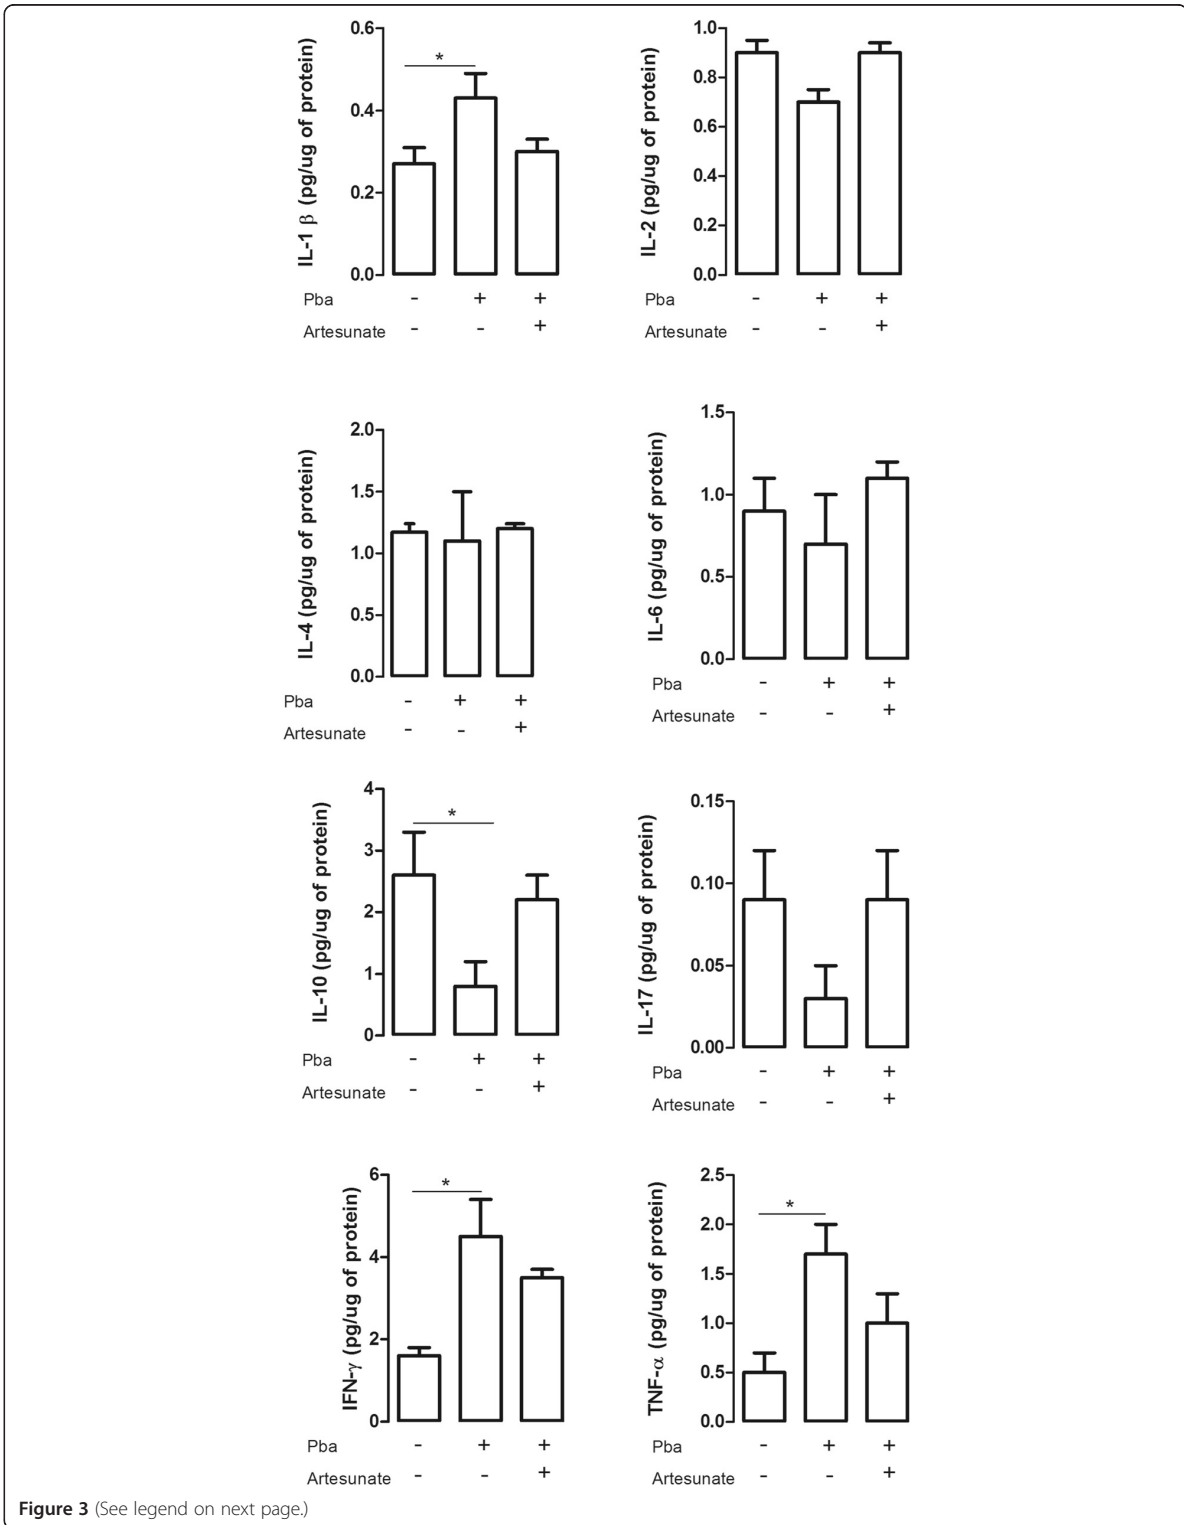 0.6
0.4
0.2
0.0
IL-1 β (pg/ug of protein)
*
Pba - + +
Artesunate - - +
1.0
0.8
0.6
0.4
0.2
0.0
IL-2 (pg/ug of protein)
Pba - + +
Artesunate - - +
2.0
1.5
1.0
0.5
0.0
IL-4 (pg/ug of protein)
Pba - + +
Artesunate - - +
1.5
1.0
0.5
0.0
IL-6 (pg/ug of protein)
Pba - + +
Artesunate - - +
4
3
2
1
0
IL-10 (pg/ug of protein)
*
Pba - + +
Artesunate - - +
0.15
0.10
0.05
0.00
IL-17 (pg/ug of protein)
Pba - + +
Artesunate - - +
6
4
2
0
IFN-γ (pg/ug of protein)
*
Pba - + +
Artesunate - - +
2.5
2.0
1.5
1.0
0.5
0.0
TNF-α (pg/ug of protein)
*
Pba - + +
Artesunate - - +
Figure 3 (See legend on next page.)